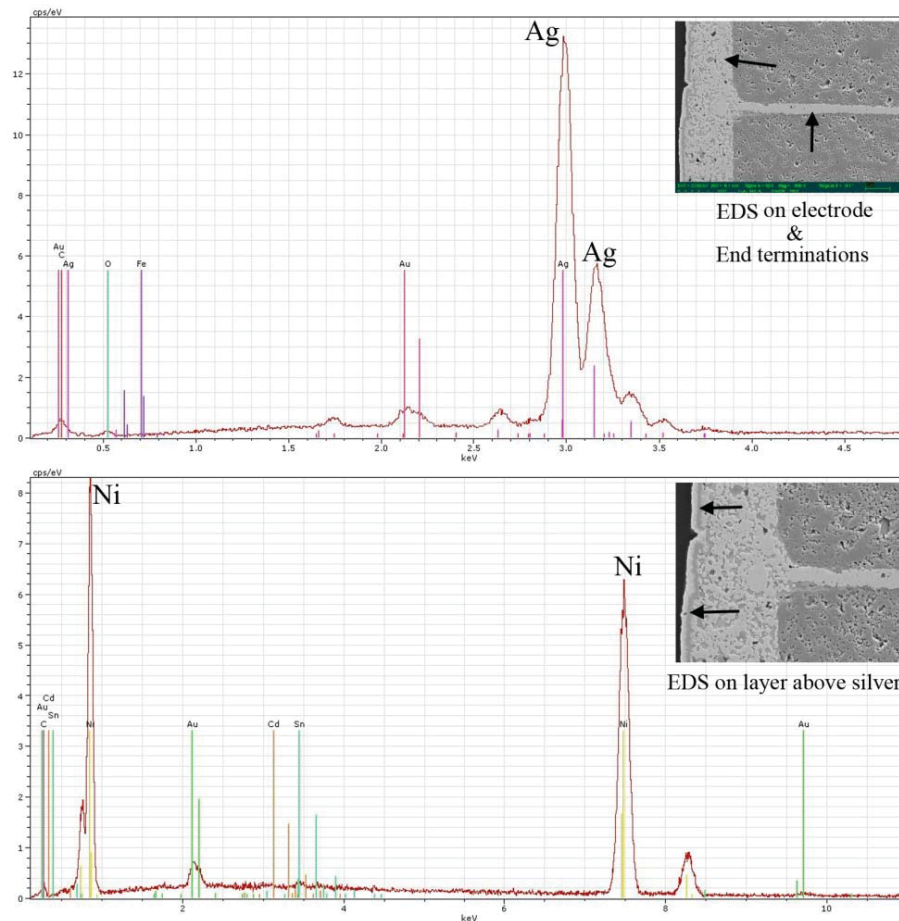 cps/eV
Ag
12
10
8
6
4
2
0
Ag
Au
C
Ag
O
Fe
Au
Ag
0.5
1.0
1.5
2.0
2.5
3.0
3.5
4.0
4.5
keV
EDS on electrode
&
End terminations
cps/eV
Ni
Ni
8
7
6
5
4
3
2
1
0
Cd
Au
Sn
C
Ni
Au
Cd
Sn
Ni
Au
2
4
6
8
10
keV
EDS on layer above silver